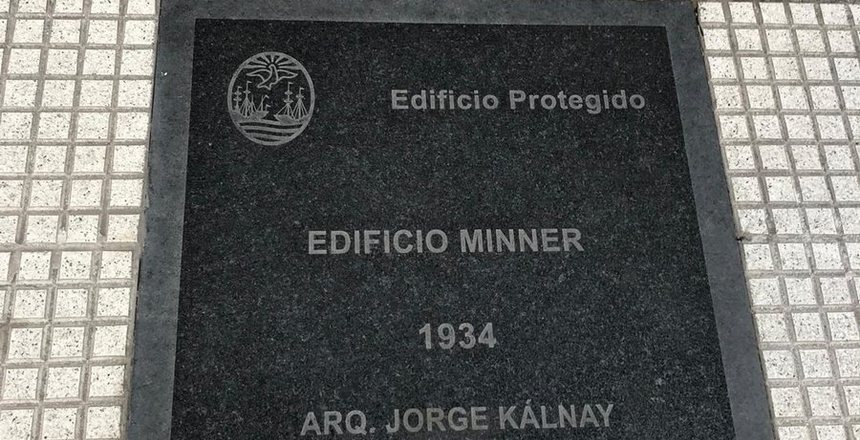 Edificio Protegido
EDIFICIO MINNER
1934
ARQ. JORGE KÁLNAY